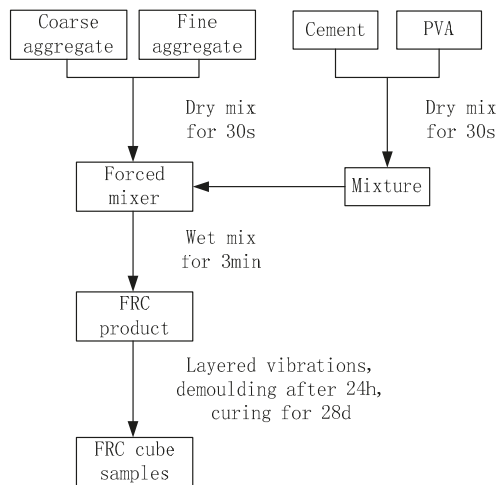 Coarse
aggregate
Fine
aggregate
Cement
PVA
Dry mix
for 30s
Dry mix
for 30s
Forced
mixer
Mixture
Wet mix
for 3min
FRC
product
Layered vibrations,
demoulding after 24h,
curing for 28d
FRC cube
samples